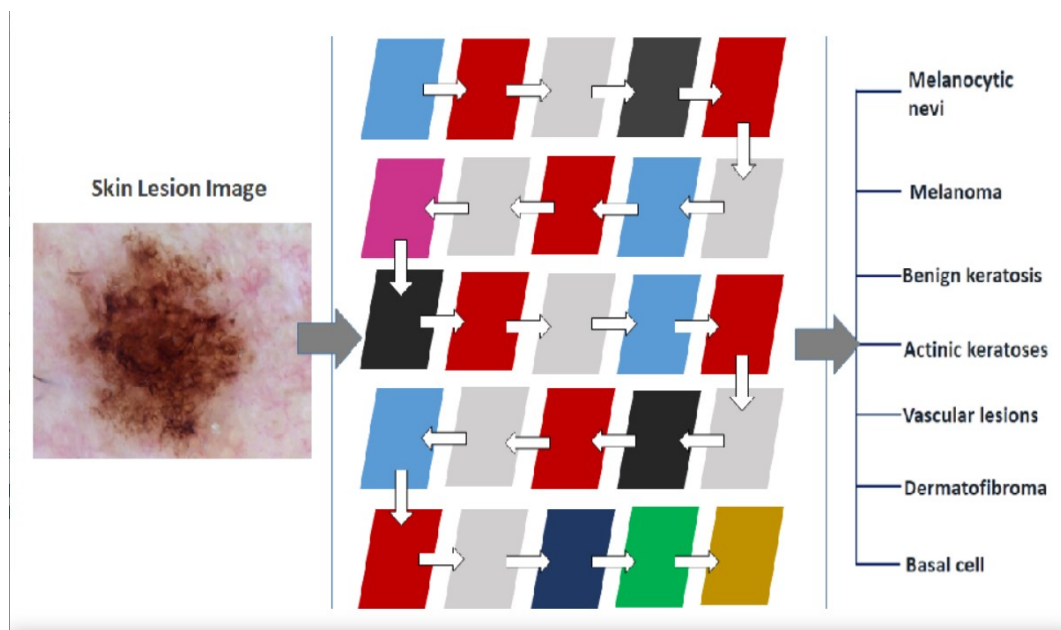 Skin Lesion Image
Melanocytic
nevi
Melanoma
Benign keratosis
Actinic keratoses
Vascular lesions
Dermatofibroma
Basal cell